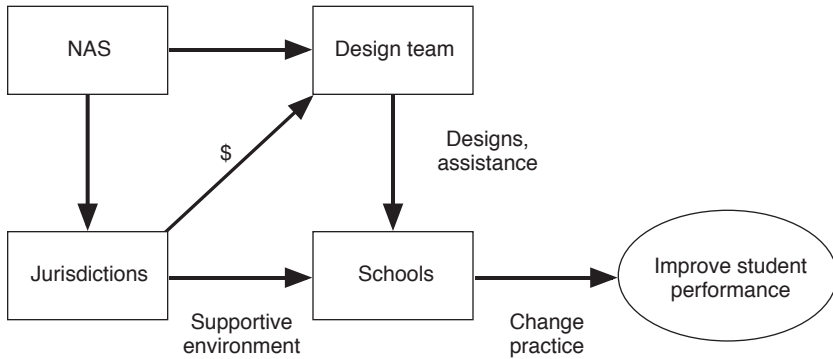 NAS
Design team
$
Designs,
assistance
Jurisdictions
Schools
Improve student
performance
Supportive
environment
Change
practice